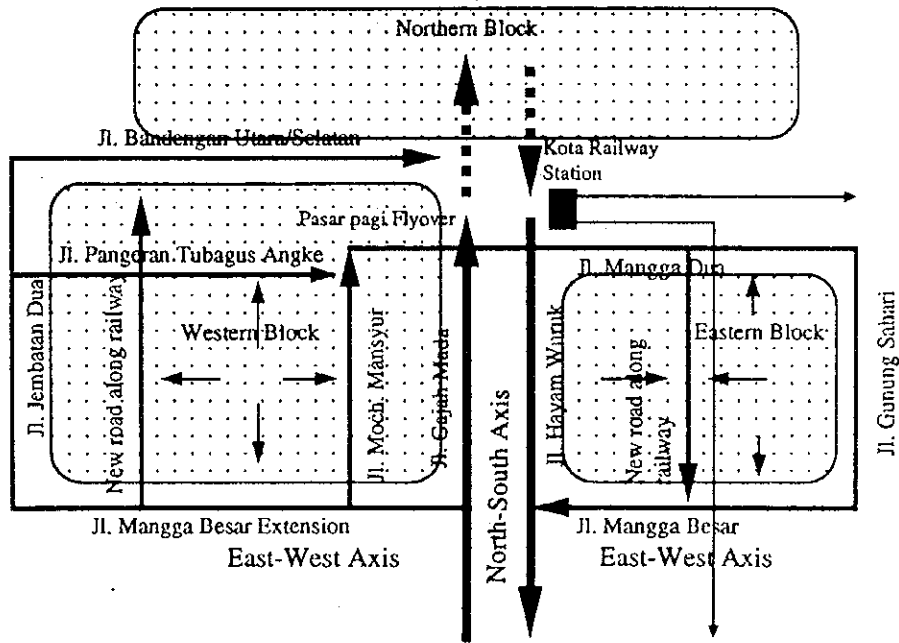 Northern Block
Jl. Bandengan Utara/Selatan
Kota Railway
Station
Pasar pagi Flyover
Jl. Pangeran Tubagus Angke
Jl. Mangga Dua
Jl. Jembatan Dua
New road along railway
Western Block
Jl. Moch. Mansyur
Jl. Gajah Mada
North-South Axis
Jl. Hayam Wuruk
New road along
railway
Eastern Block
Jl. Gunung Sahari
Jl. Mangga Besar Extension
Jl. Mangga Besar
East-West Axis
East-West Axis